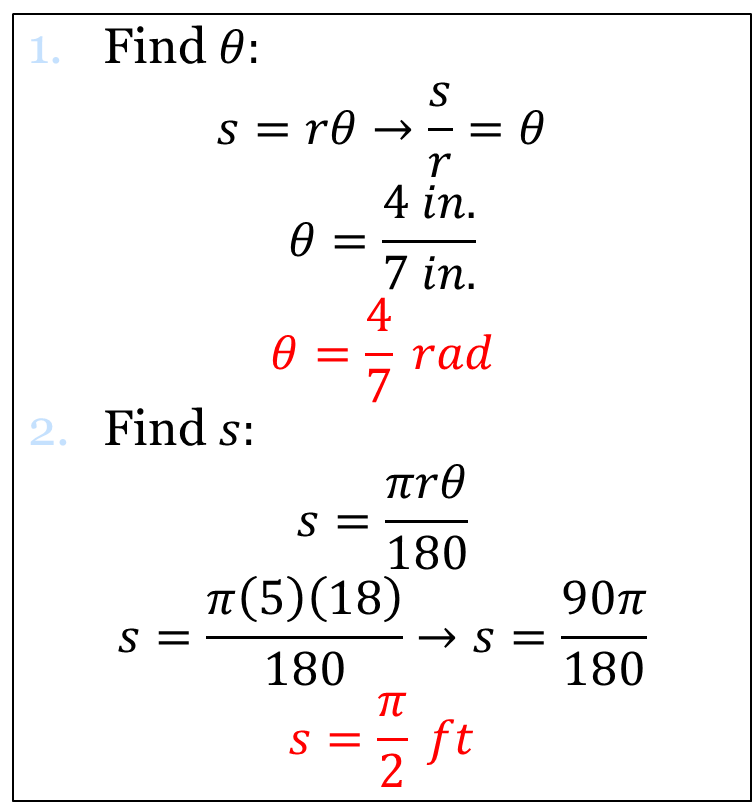 1. Find θ:
s = rθ → s/r = θ
θ = 4 in./7 in.
θ = 4/7 rad
2. Find s:
s = πrθ/180
s = π(5)(18)/180 → s = 90π/180
s = π/2 ft